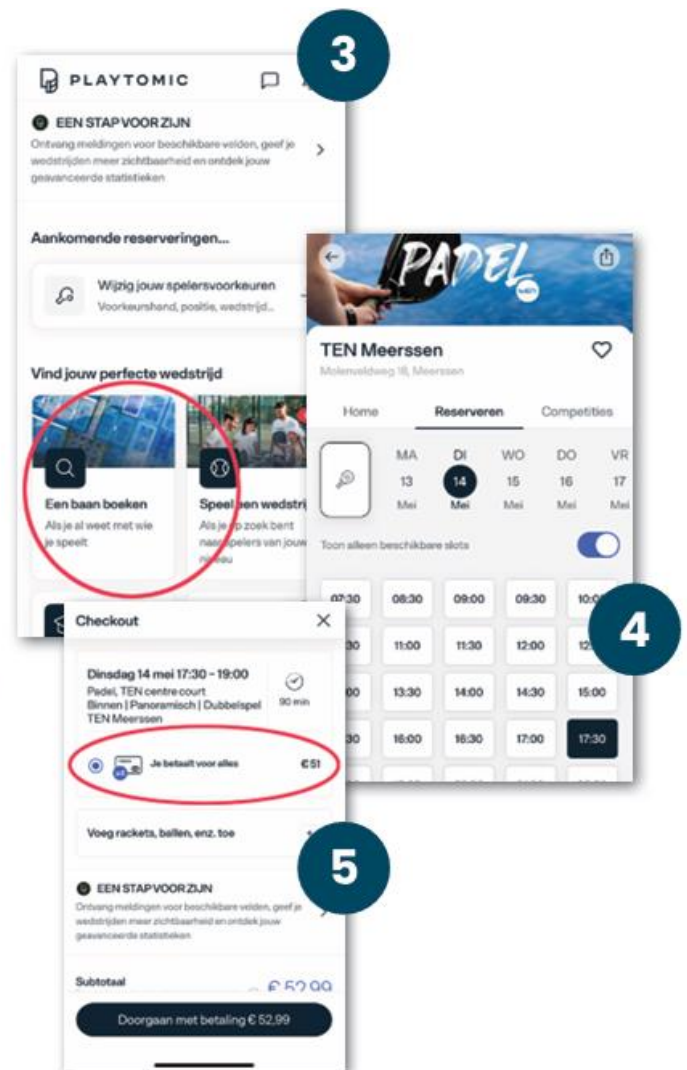 3
PLAYTOMIC
EEN STAP VOOR ZIJN
Ontvang meldingen voor beschikbare velden, geef je
wedstrijden meer zichtbaarheid en ontdek jouw
geavanceerde statistieken
Aankomende reserveringen...
Wijzig jouw spelersvoorkeuren
Voorkeurshand, positie, wedstrijd...
Vind jouw perfecte wedstrijd
Een baan boeken
Als je al weet met wie
je speelt
Speel een wedstri
Als je op zoek bent
naar spelers van jouw
niveau
PADEL
TEN
TEN Meerssen
Molenveldweg 18, Meerssen
Home Reserveren Competities
MA DI WO DO VR
13 14 15 16 17
Mei Mei Mei Mei Mei
Toon alleen beschikbare slots
07:30 08:30 09:00 09:30 10:00
4
:30 11:00 11:30 12:00 12:
:00 13:30 14:00 14:30 15:00
:30 16:00 16:30 17:00 17:30
Checkout
Dinsdag 14 mei 17:30 - 19:00
Padel, TEN centre court
Binnen | Panoramisch | Dubbelspel
TEN Meerssen
90 min
Je betaalt voor alles €51
Voeg rackets, ballen, enz. toe
5
EEN STAP VOOR ZIJN
Ontvang meldingen voor beschikbare velden, geef je
wedstrijden meer zichtbaarheid en ontdek jouw
geavanceerde statistieken
Subtotaal € 52,99
Doorgaan met betaling € 52,99